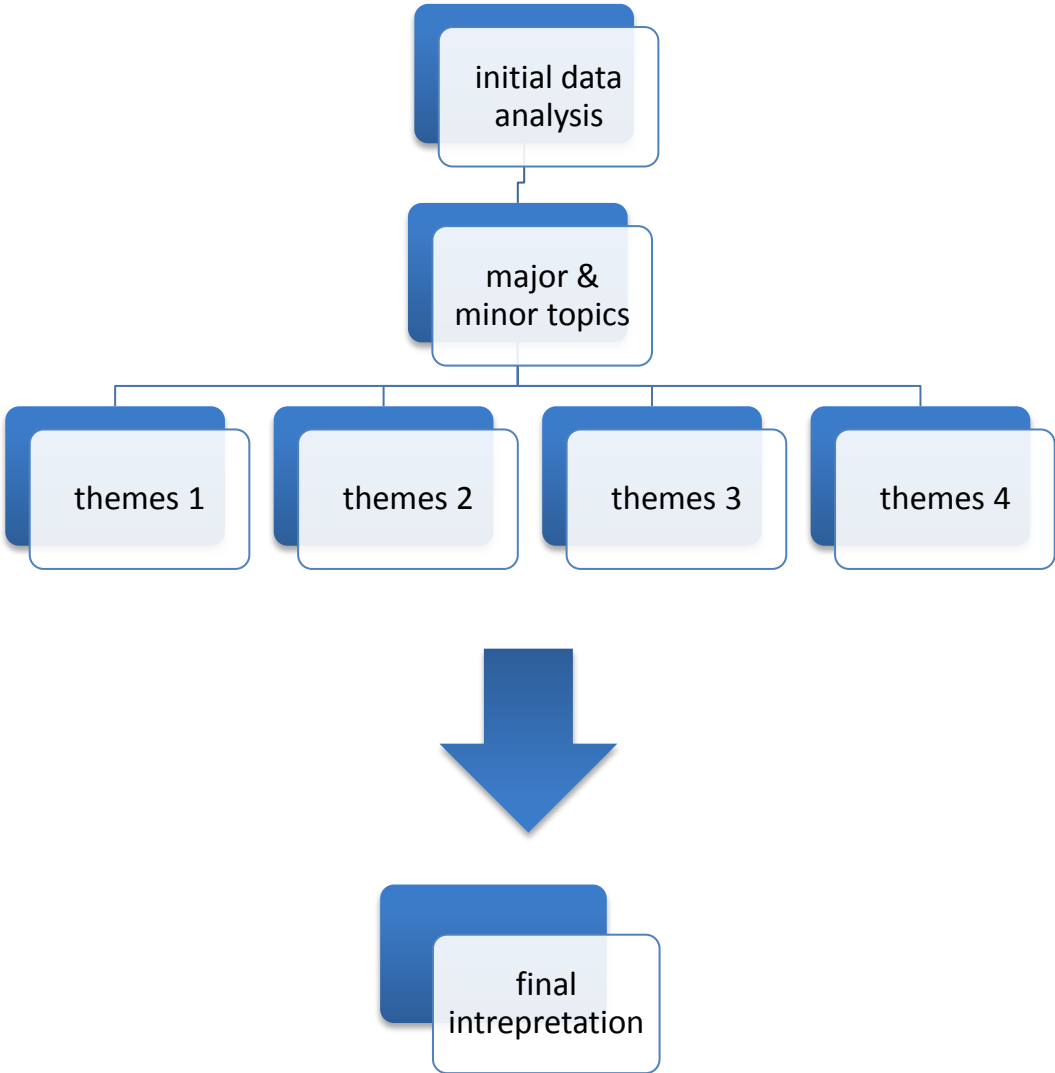 initial data
analysis
major &
minor topics
themes 1
themes 2
themes 3
themes 4
final
intrepretation